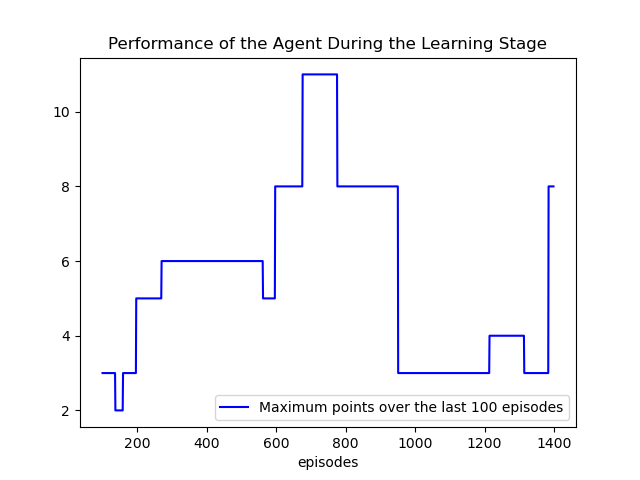 Performance of the Agent During the Learning Stage
10
8
6
4
2
Maximum points over the last 100 episodes
200 400 600 800 1000 1200 1400
episodes